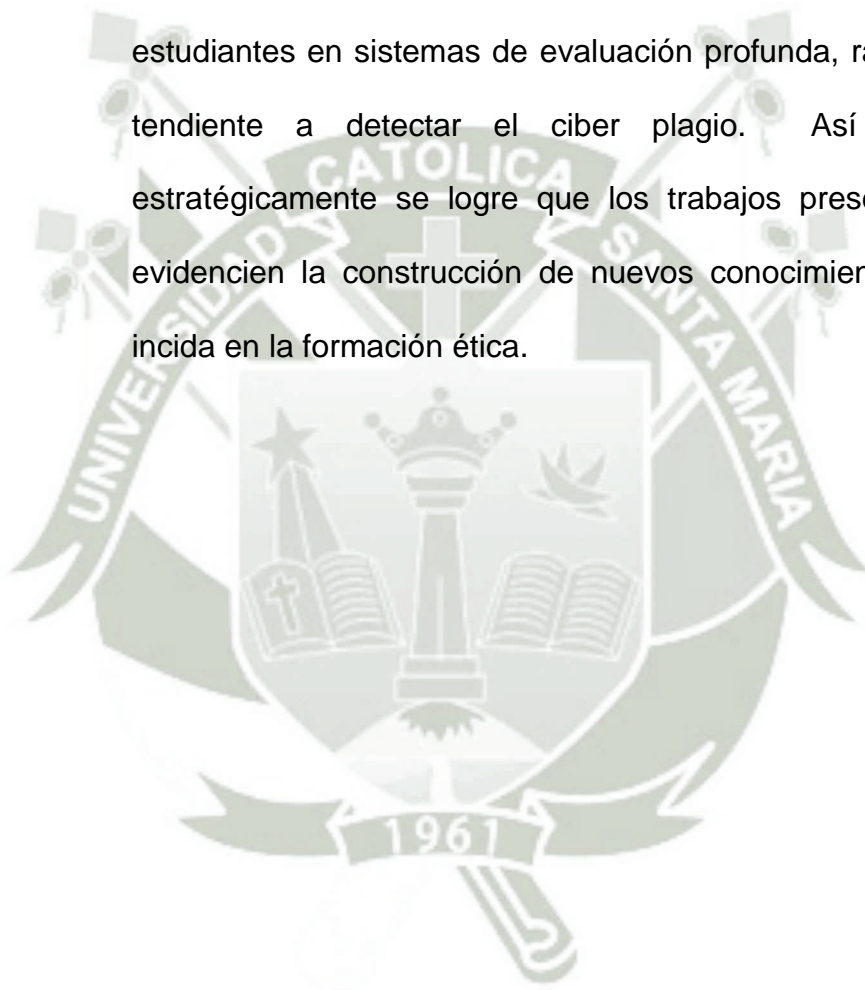 estudiantes en sistemas de evaluación profunda,
tendiente a detectar el ciber plagio. Así
estratégicamente se logre que los trabajos
evidencien la construcción de nuevos
incida en la formación ética.
UNIVERSIDAD CATOLICA SANTA MARIA
1961